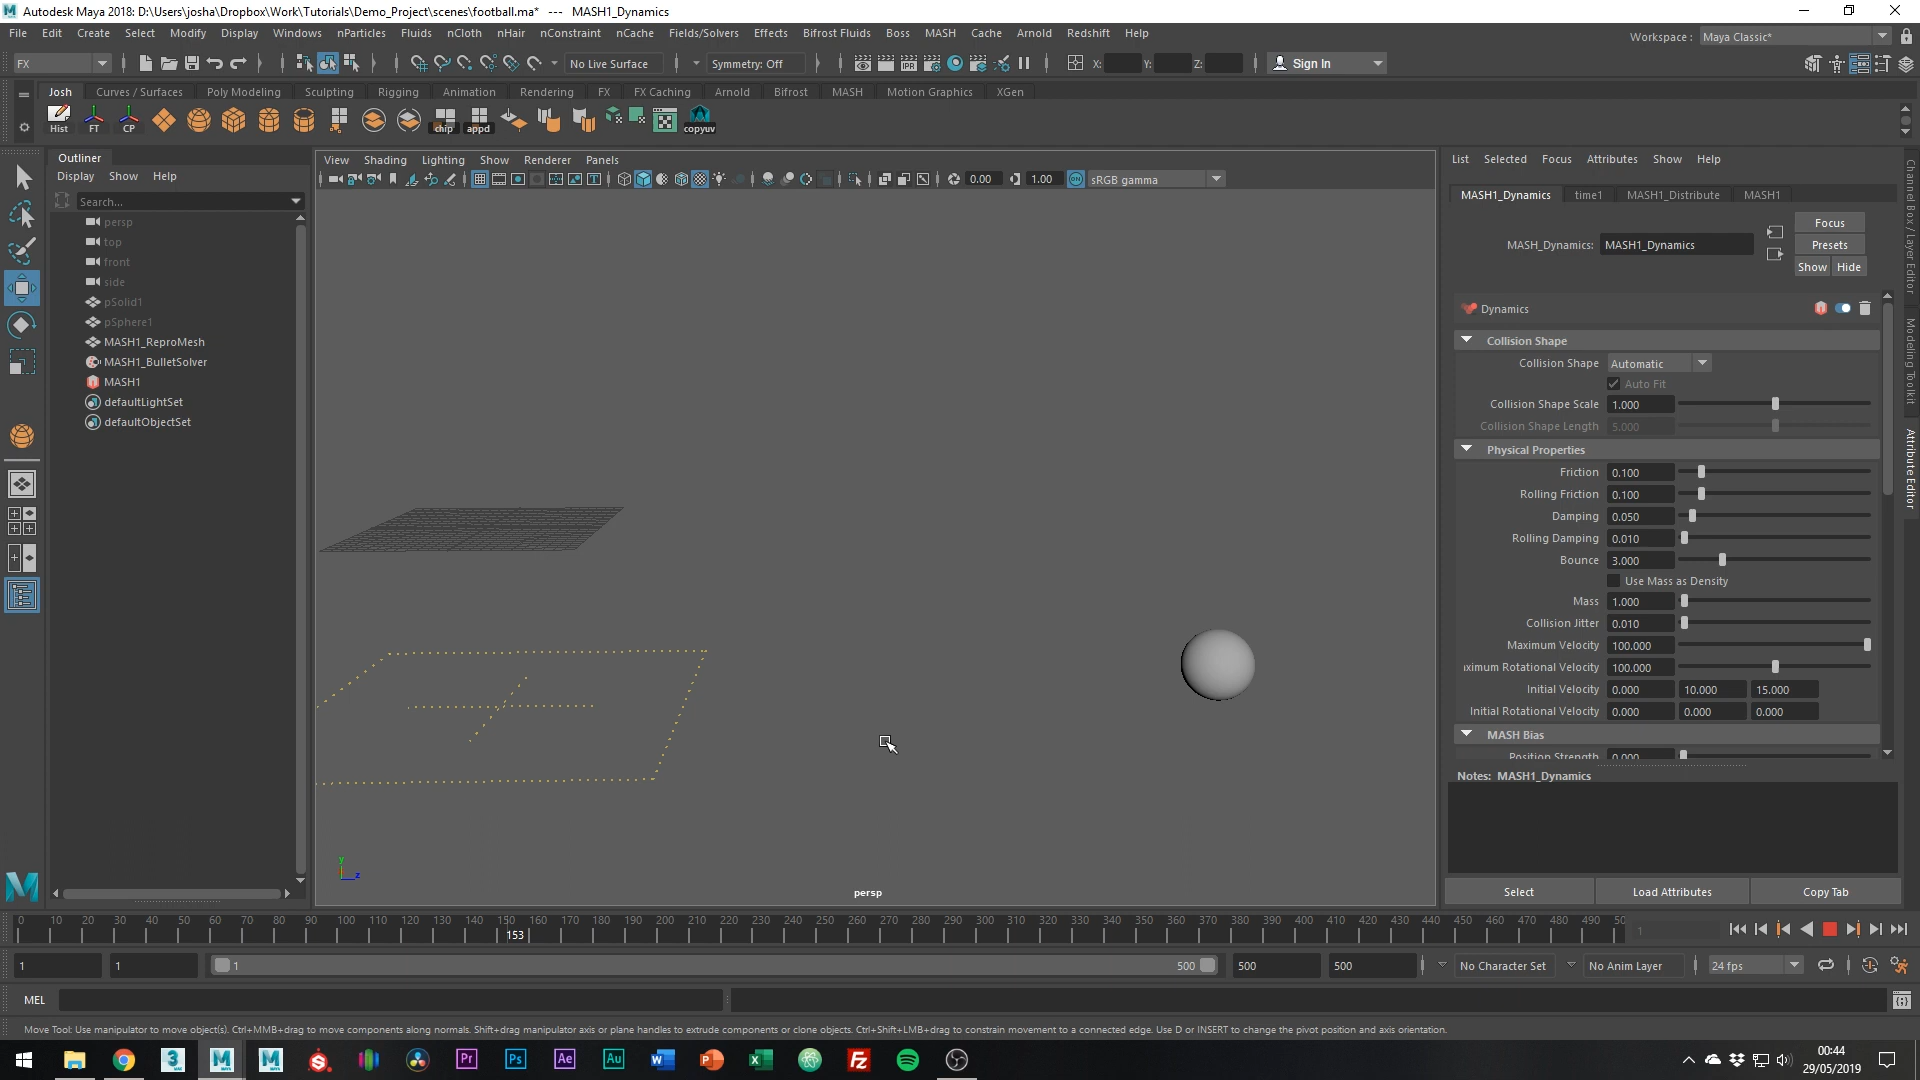 Autodesk Maya 2018: D:\Users\josha\Dropbox\Work\Tutorials\Demo_Project\scenes\football.ma* --- MASH1_Dynamics
File Edit Create Select Modify Display Windows nParticles Fluids nCloth nHair nConstraint nCache Fields/Solvers Effects Bifrost Fluids Boss MASH Cache Arnold Redshift Help
Workspace : Maya Classic*
FX No Live Surface Symmetry: Off X: Y: Z: Sign In
Josh Curves / Surfaces Poly Modeling Sculpting Rigging Animation Rendering FX FX Caching Arnold Bifrost MASH Motion Graphics XGen
Hist FT CP chip appd copyuv
Outliner
Display Show Help
Search...
persp
top
front
side
pSolid1
pSphere1
MASH1_ReproMesh
MASH1_BulletSolver
MASH1
defaultLightSet
defaultObjectSet
View Shading Lighting Show Renderer Panels
0.00 1.00 sRGB gamma
y
z
persp
List Selected Focus Attributes Show Help
MASH1_Dynamics time1 MASH1_Distribute MASH1
MASH_Dynamics: MASH1_Dynamics
Focus
Presets
Show Hide
Dynamics
Collision Shape
Collision Shape Automatic
Auto Fit
Collision Shape Scale 1.000
Collision Shape Length 5.000
Physical Properties
Friction 0.100
Rolling Friction 0.100
Damping 0.050
Rolling Damping 0.010
Bounce 3.000
Use Mass as Density
Mass 1.000
Collision Jitter 0.010
Maximum Velocity 100.000
ximum Rotational Velocity 100.000
Initial Velocity 0.000 10.000 15.000
Initial Rotational Velocity 0.000 0.000 0.000
MASH Bias
Position Strength 0.000
Notes: MASH1_Dynamics
Select Load Attributes Copy Tab
Channel Box / Layer Editor
Modeling Toolkit
Attribute Editor
0 10 20 30 40 50 60 70 80 90 100 110 120 130 140 150 160 170 180 190 200 210 220 230 240 250 260 270 280 290 300 310 320 330 340 350 360 370 380 390 400 410 420 430 440 450 460 470 480 490 50
153
1
1 1 1 500 500 500 No Character Set No Anim Layer 24 fps
MEL
Move Tool: Use manipulator to move object(s). Ctrl+MMB+drag to move components along normals. Shift+drag manipulator axis or plane handles to extrude components or clone objects. Ctrl+Shift+LMB+drag to constrain movement to a connected edge. Use D or INSERT to change the pivot position and axis orientation.
00:44
29/05/2019